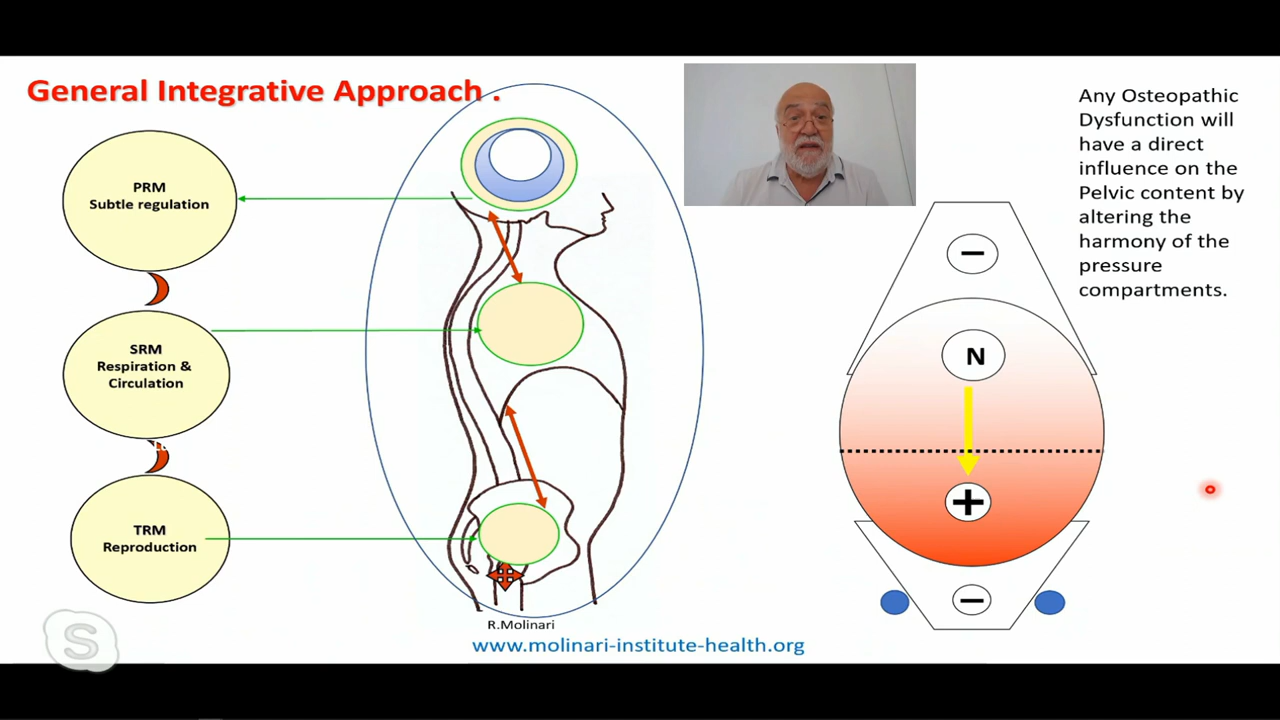 General Integrative Approach .
PRM
Subtle regulation
SRM
Respiration &
Circulation
TRM
Reproduction
R.Molinari
www.molinari-institute-health.org
Any Osteopathic
Dysfunction will
have a direct
influence on the
Pelvic content by
altering the
harmony of the
pressure
compartments.
−
N
+
−
S